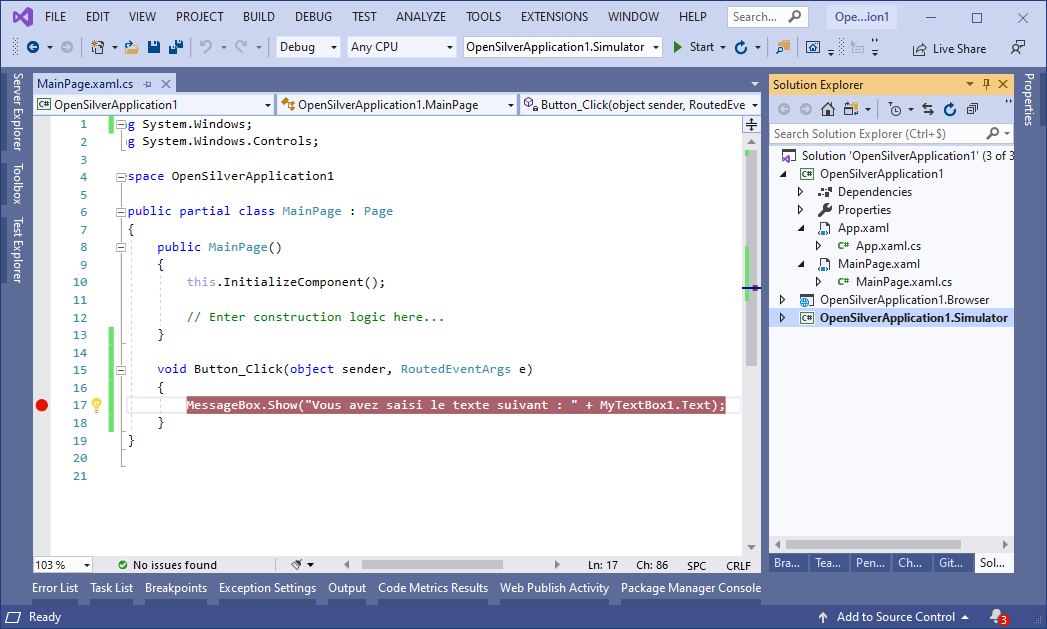 FILE EDIT VIEW PROJECT BUILD DEBUG TEST ANALYZE TOOLS EXTENSIONS WINDOW HELP Search... Ope...ion1
Debug Any CPU OpenSilverApplication1.Simulator Start Live Share
Server Explorer
Toolbox
Test Explorer
MainPage.xaml.cs
OpenSilverApplication1 OpenSilverApplication1.MainPage Button_Click(object sender, RoutedEve
1 g System.Windows;
2 g System.Windows.Controls;
3
4 space OpenSilverApplication1
5
6 public partial class MainPage : Page
7 {
8 public MainPage()
9 {
10 this.InitializeComponent();
11
12 // Enter construction logic here...
13 }
14
15 void Button_Click(object sender, RoutedEventArgs e)
16 {
17 MessageBox.Show("Vous avez saisi le texte suivant : " + MyTextBox1.Text);
18 }
19 }
20
21
103 % No issues found Ln: 17 Ch: 86 SPC CRLF
Solution Explorer
Search Solution Explorer (Ctrl+$)
Solution 'OpenSilverApplication1' (3 of 3
C# OpenSilverApplication1
Dependencies
Properties
App.xaml
C# App.xaml.cs
MainPage.xaml
C# MainPage.xaml.cs
OpenSilverApplication1.Browser
C# OpenSilverApplication1.Simulator
Bra... Tea... Pen... Ch... Git... Sol...
Properties
Error List Task List Breakpoints Exception Settings Output Code Metrics Results Web Publish Activity Package Manager Console
Ready Add to Source Control 3